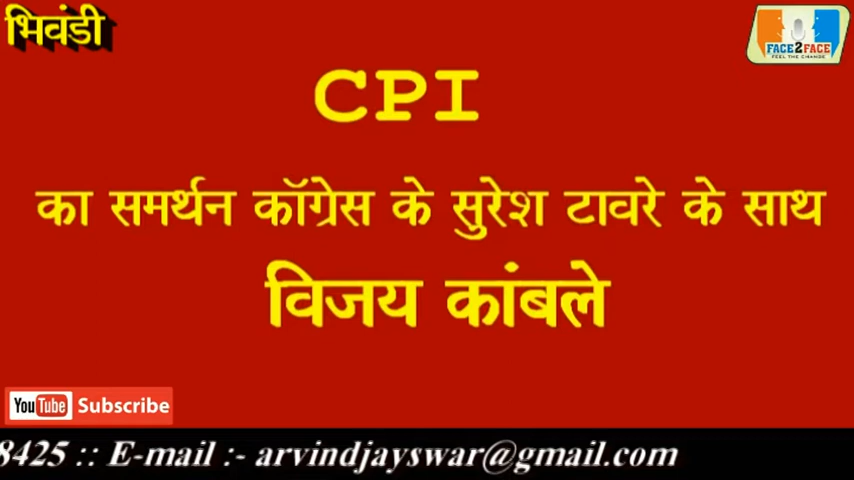 भिवंडी
FACE2FACE
FEEL THE CHANGE
CPI
का समर्थन कॉग्रेस के सुरेश टावरे के साथ
विजय कांबले
YouTube Subscribe
8425 :: E-mail :- arvindjayswar@gmail.com